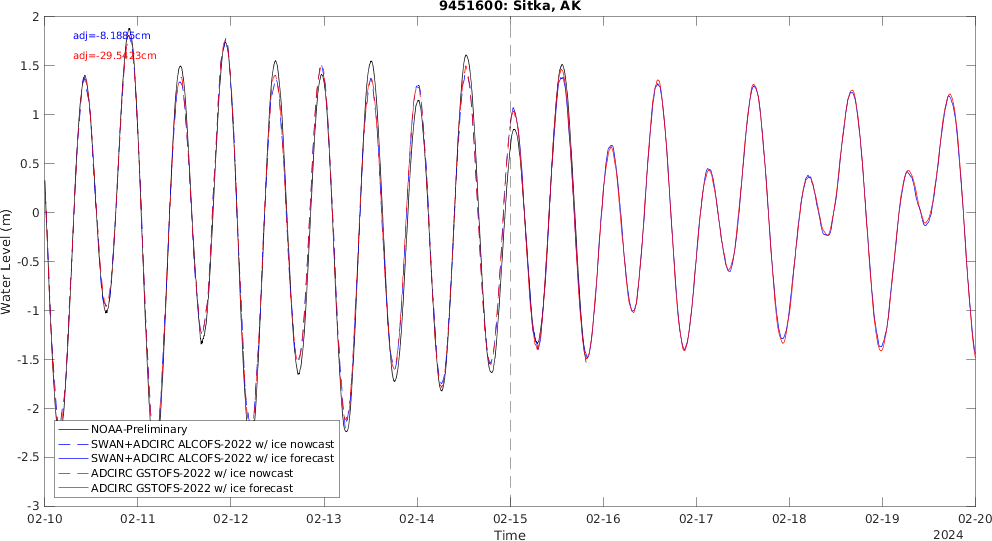 9451600: Sitka, AK
adj=-8.1885cm
adj=-29.5423cm
Water Level (m)
2
1.5
1
0.5
0
-0.5
-1
-1.5
-2
-2.5
-3
NOAA-Preliminary
SWAN+ADCIRC ALCOFS-2022 w/ ice nowcast
SWAN+ADCIRC ALCOFS-2022 w/ ice forecast
ADCIRC GSTOFS-2022 w/ ice nowcast
ADCIRC GSTOFS-2022 w/ ice forecast
02-10 02-11 02-12 02-13 02-14 02-15 02-16 02-17 02-18 02-19 02-20
Time
2024